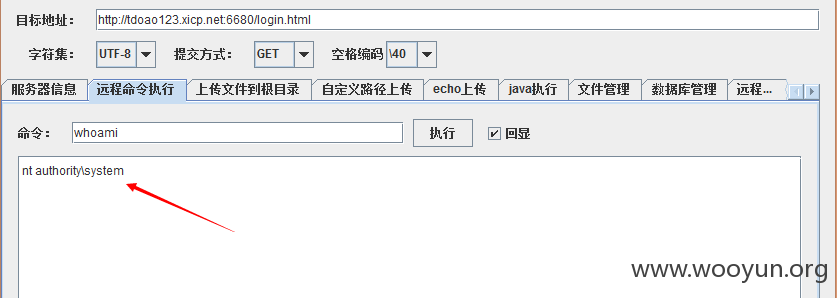 目标地址： http://tdoao123.xicp.net:6680/login.html
字符集： UTF-8 提交方式： GET 空格编码 \40
服务器信息 远程命令执行 上传文件到根目录 自定义路径上传 echo上传 java执行 文件管理 数据库管理 远程...
命令： whoami 执行 回显
nt authority\system
www.wooyun.org